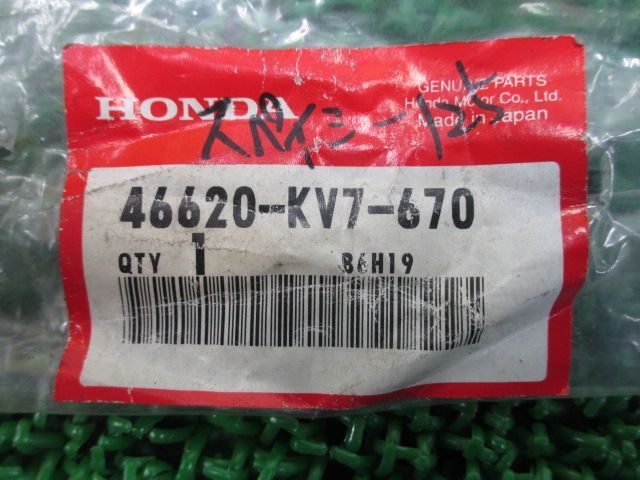 HONDA
GENUINE PARTS
Honda Motor Co., Ltd.
Made in Japan
スペイシー125
46620-KV7-670
QTY 1 86H19